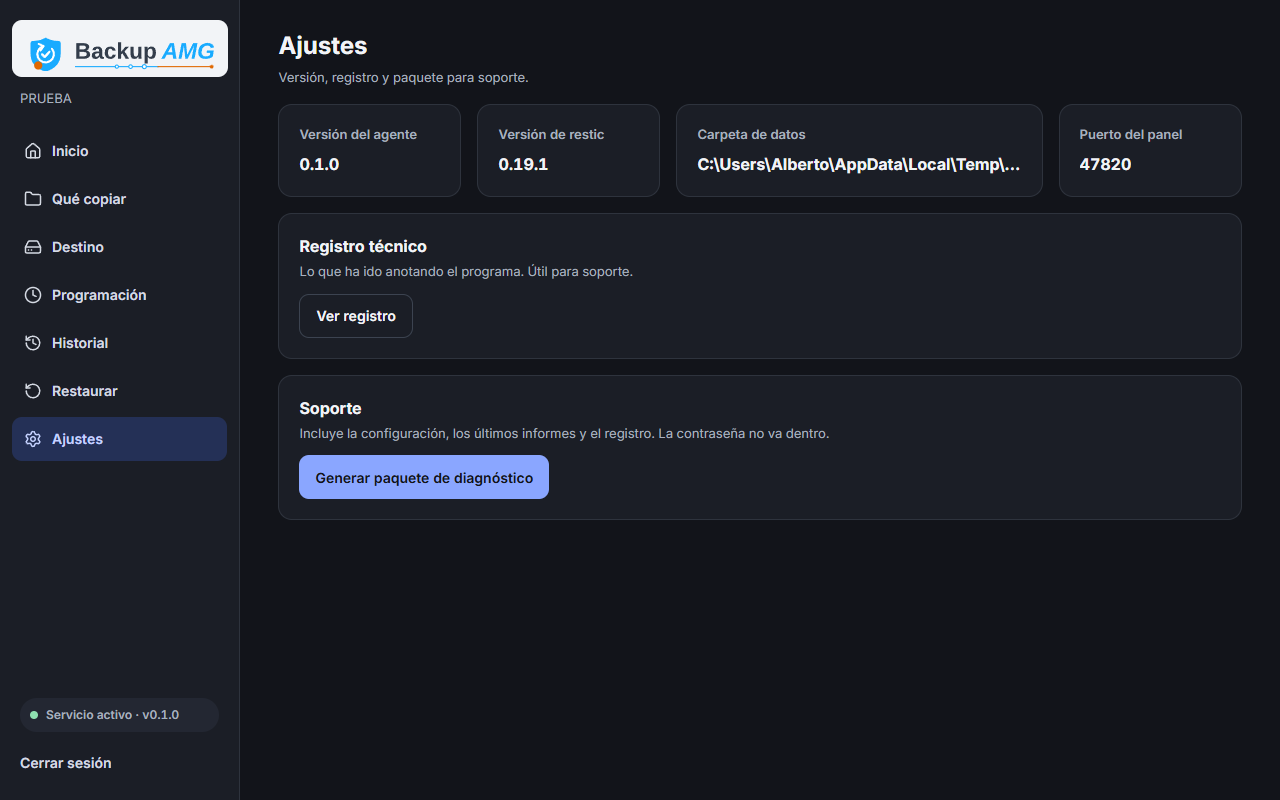 Backup AMG
PRUEBA
Inicio
Qué copiar
Destino
Programación
Historial
Restaurar
Ajustes
Servicio activo · v0.1.0
Cerrar sesión
Ajustes
Versión, registro y paquete para soporte.
Versión del agente
0.1.0
Versión de restic
0.19.1
Carpeta de datos
C:\Users\Alberto\AppData\Local\Temp\...
Puerto del panel
47820
Registro técnico
Lo que ha ido anotando el programa. Útil para soporte.
Ver registro
Soporte
Incluye la configuración, los últimos informes y el registro. La contraseña no va dentro.
Generar paquete de diagnóstico